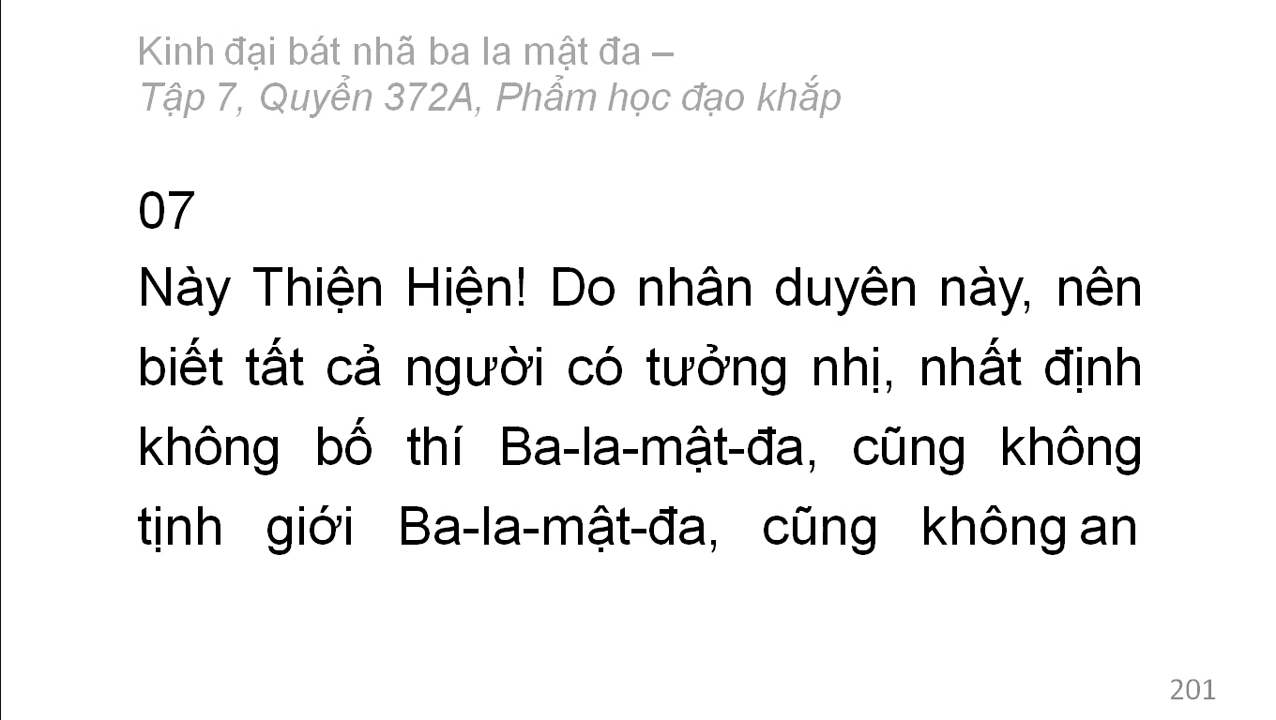 Kinh đại bát nhã ba la mật đa –
Tập 7, Quyển 372A, Phẩm học đạo khắp
07
Này Thiện Hiện! Do nhân duyên này, nên
biết tất cả người có tưởng nhị, nhất định
không bố thí Ba-la-mật-đa, cũng không
tịnh giới Ba-la-mật-đa, cũng không an
201